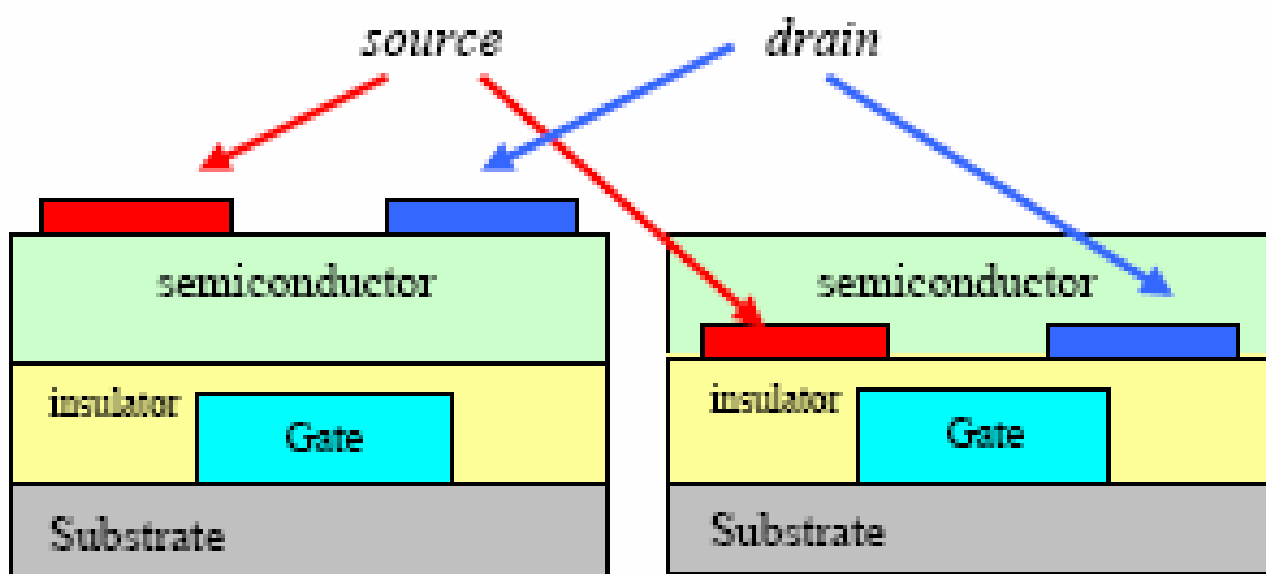 source drain
semiconductor semiconductor
insulator insulator
Gate Gate
Substrate Substrate